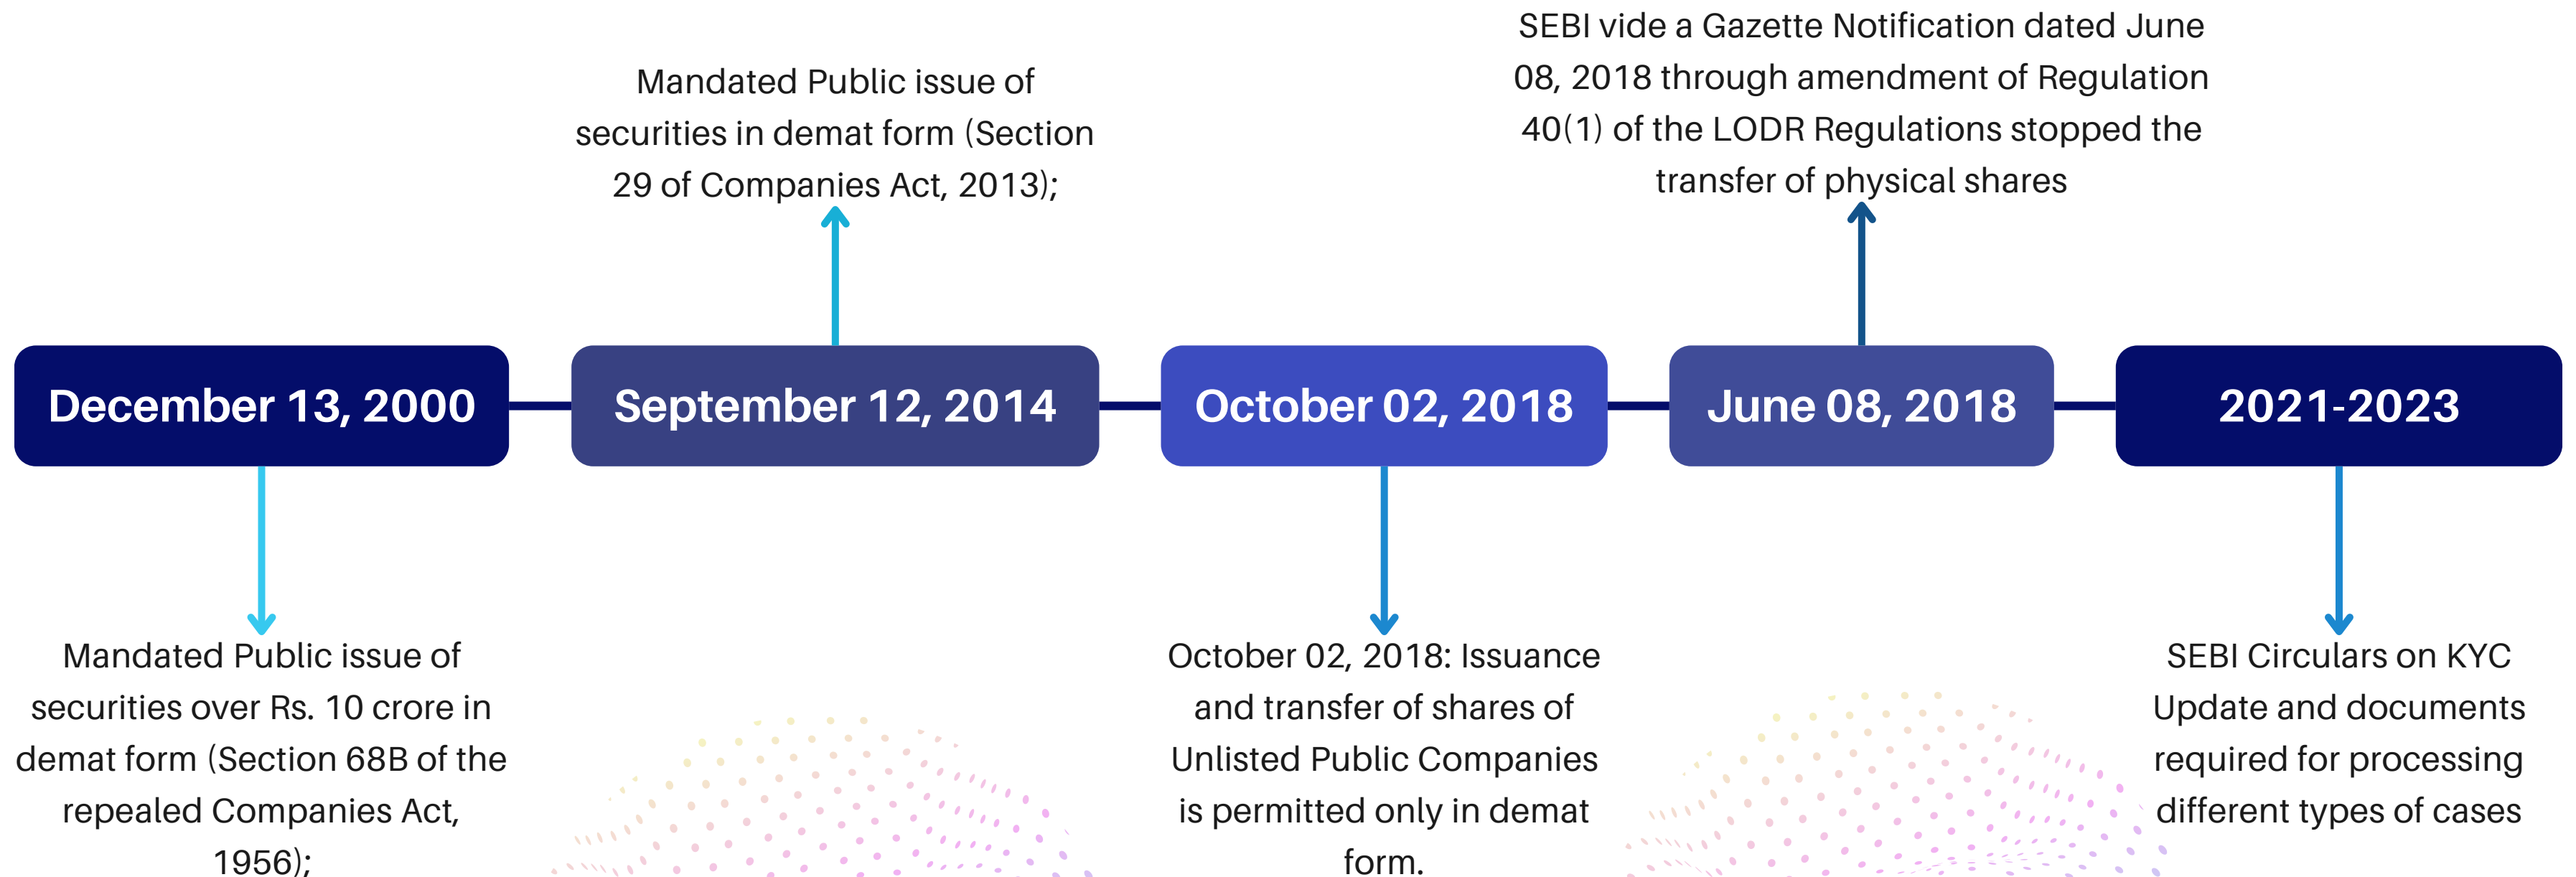 SEBI vide a Gazette Notification dated June
08, 2018 through amendment of Regulation
40(1) of the LODR Regulations stopped the
transfer of physical shares
Mandated Public issue of
securities in demat form (Section
29 of Companies Act, 2013);
December 13, 2000
September 12, 2014
October 02, 2018
June 08, 2018
2021-2023
Mandated Public issue of
securities over Rs. 10 crore in
demat form (Section 68B of the
repealed Companies Act,
1956);
October 02, 2018: Issuance
and transfer of shares of
Unlisted Public Companies
is permitted only in demat
form.
SEBI Circulars on KYC
Update and documents
required for processing
different types of cases